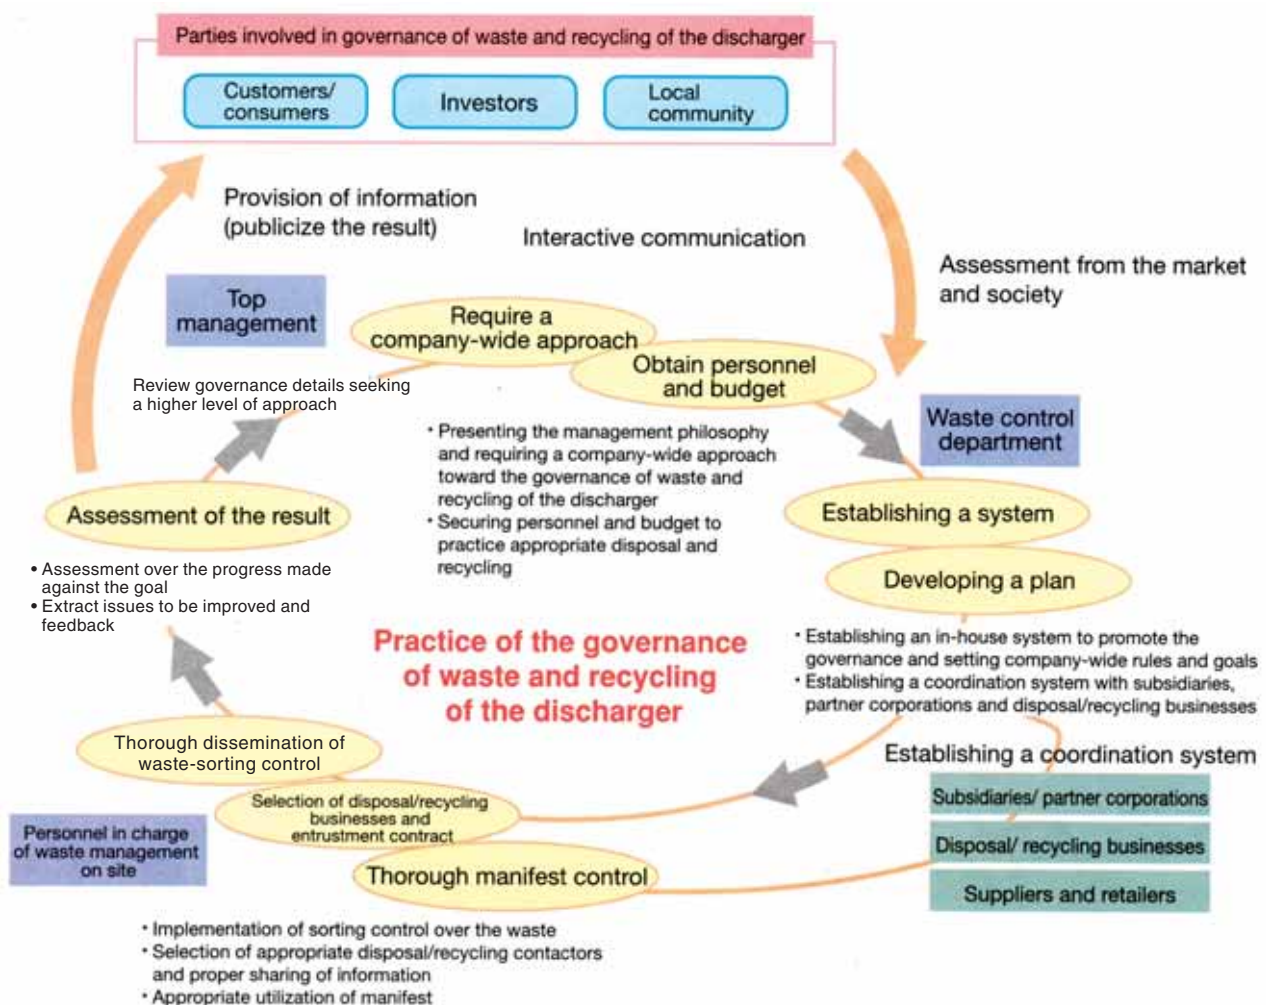 Parties involved in governance of waste and recycling of the discharger
Customers/
consumers
Investors
Local
community
Provision of information
(publicize the result)
Interactive communication
Assessment from the market
and society
Top
management
Require a
company-wide approach
Obtain personnel
and budget
Review governance details seeking
a higher level of approach
Waste control
department
• Presenting the management philosophy
and requiring a company-wide approach
toward the governance of waste and
recycling of the discharger
• Securing personnel and budget to
practice appropriate disposal and
recycling
Assessment of the result
Establishing a system
Developing a plan
• Assessment over the progress made
against the goal
• Extract issues to be improved and
feedback
Practice of the governance
of waste and recycling
of the discharger
• Establishing an in-house system to promote the
governance and setting company-wide rules and goals
• Establishing a coordination system with subsidiaries,
partner corporations and disposal/recycling businesses
Thorough dissemination of
waste-sorting control
Establishing a coordination system
Selection of disposal/recycling
businesses and
entrustment contract
Subsidiaries/ partner corporations
Personnel in charge
of waste management
on site
Disposal/ recycling businesses
Thorough manifest control
Suppliers and retailers
• Implementation of sorting control over the waste
• Selection of appropriate disposal/recycling contactors
and proper sharing of information
• Appropriate utilization of manifest